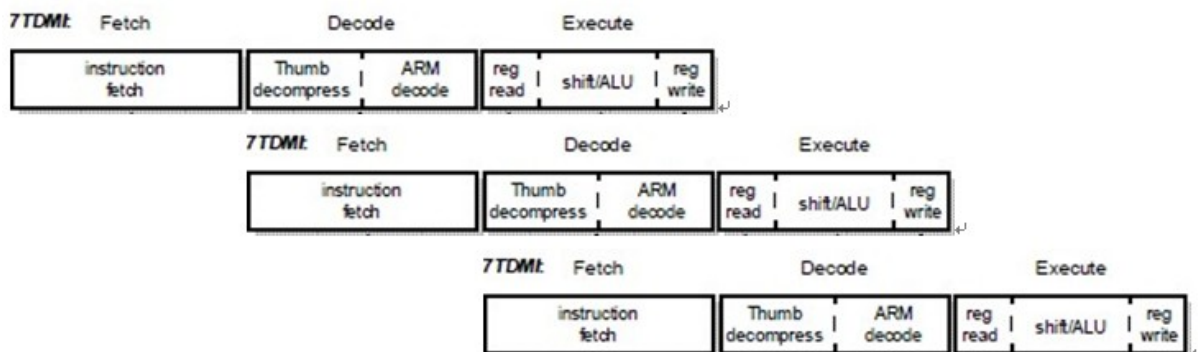 7TDMI: Fetch Decode Execute
instruction fetch Thumb decompress ARM decode reg read shift/ALU reg write
7TDMI: Fetch Decode Execute
instruction fetch Thumb decompress ARM decode reg read shift/ALU reg write
7TDMI: Fetch Decode Execute
instruction fetch Thumb decompress ARM decode reg read shift/ALU reg write